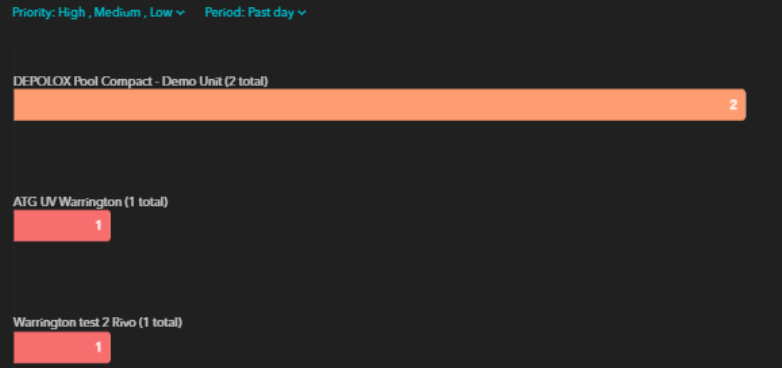 Priority: High , Medium , Low Period: Past day
DEPOLOX Pool Compact - Demo Unit (2 total)
2
ATG UV Warrington (1 total)
1
Warrington test 2 Rivo (1 total)
1